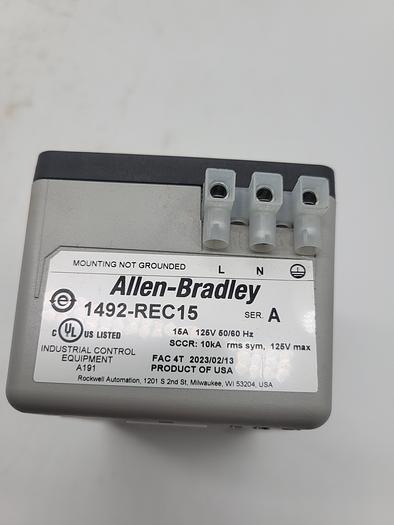 MOUNTING NOT GROUNDED L N
Allen-Bradley
e 1492-REC15 SER. A
C UL US LISTED 15A 125V 50/60 Hz
SCCR: 10kA rms sym, 125V max
INDUSTRIAL CONTROL
EQUIPMENT
A191
FAC 4T 2023/02/13
PRODUCT OF USA
Rockwell Automation, 1201 S 2nd St, Milwaukee, WI 53204, USA